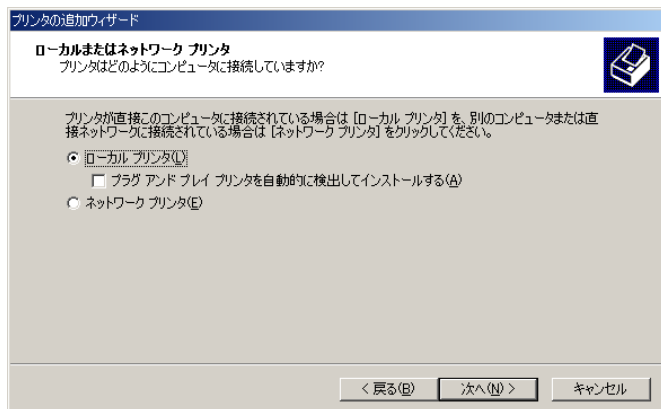 プリンタの追加ウィザード
ローカルまたはネットワーク プリンタ
プリンタはどのようにコンピュータに接続していますか?
プリンタが直接このコンピュータに接続されている場合は [ローカル プリンタ] を、別のコンピュータまたは直
接ネットワークに接続されている場合は [ネットワーク プリンタ] をクリックしてください。
ローカル プリンタ(L)
プラグ アンド プレイ プリンタを自動的に検出してインストールする(A)
ネットワーク プリンタ(E)
< 戻る(B) 次へ(N) > キャンセル